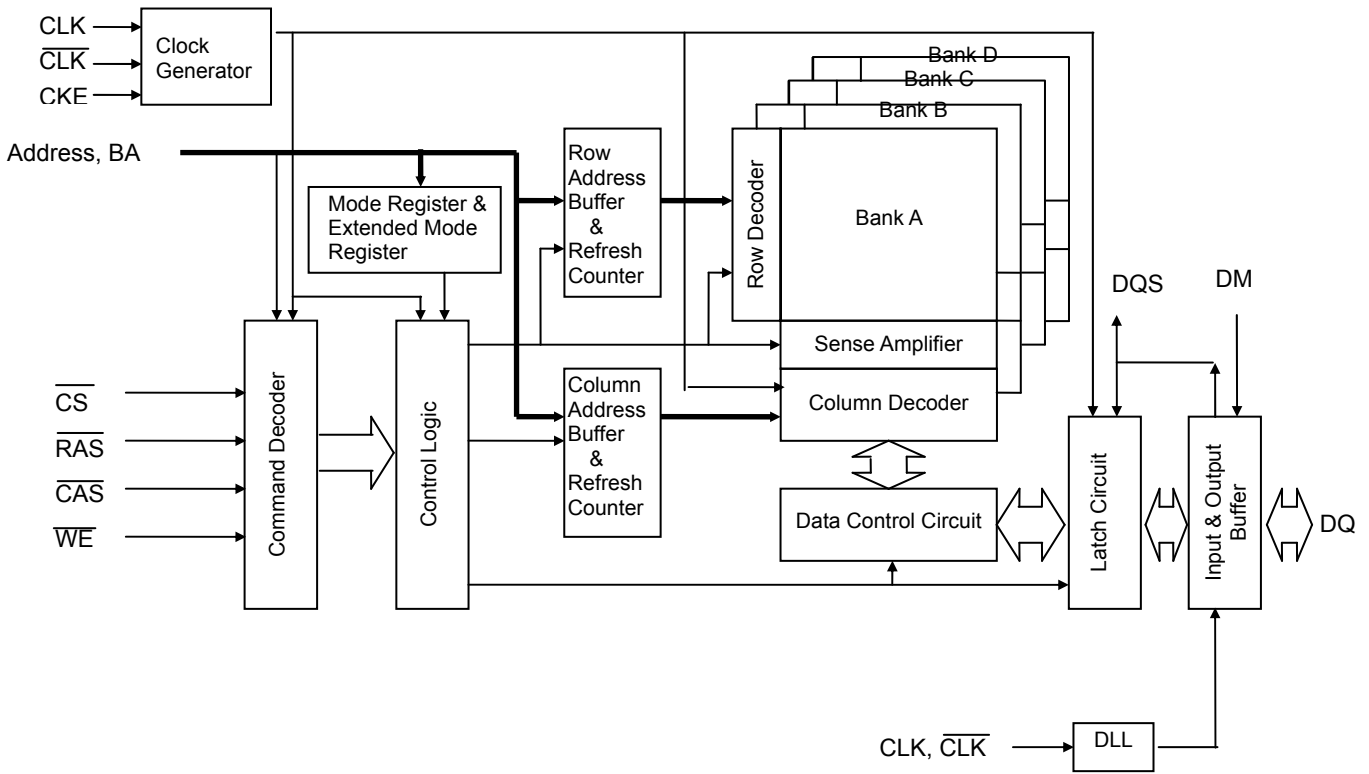 CLK
CLK
CKE
Clock
Generator
Bank D
Bank C
Bank B
Address, BA
Mode Register &
Extended Mode
Register
Row
Address
Buffer
&
Refresh
Counter
Row Decoder
Bank A
Sense Amplifier
Column Decoder
DQS
DM
CS
RAS
CAS
WE
Command Decoder
Control Logic
Column
Address
Buffer
&
Refresh
Counter
Data Control Circuit
Latch Circuit
Input & Output
Buffer
DQ
CLK, CLK
DLL